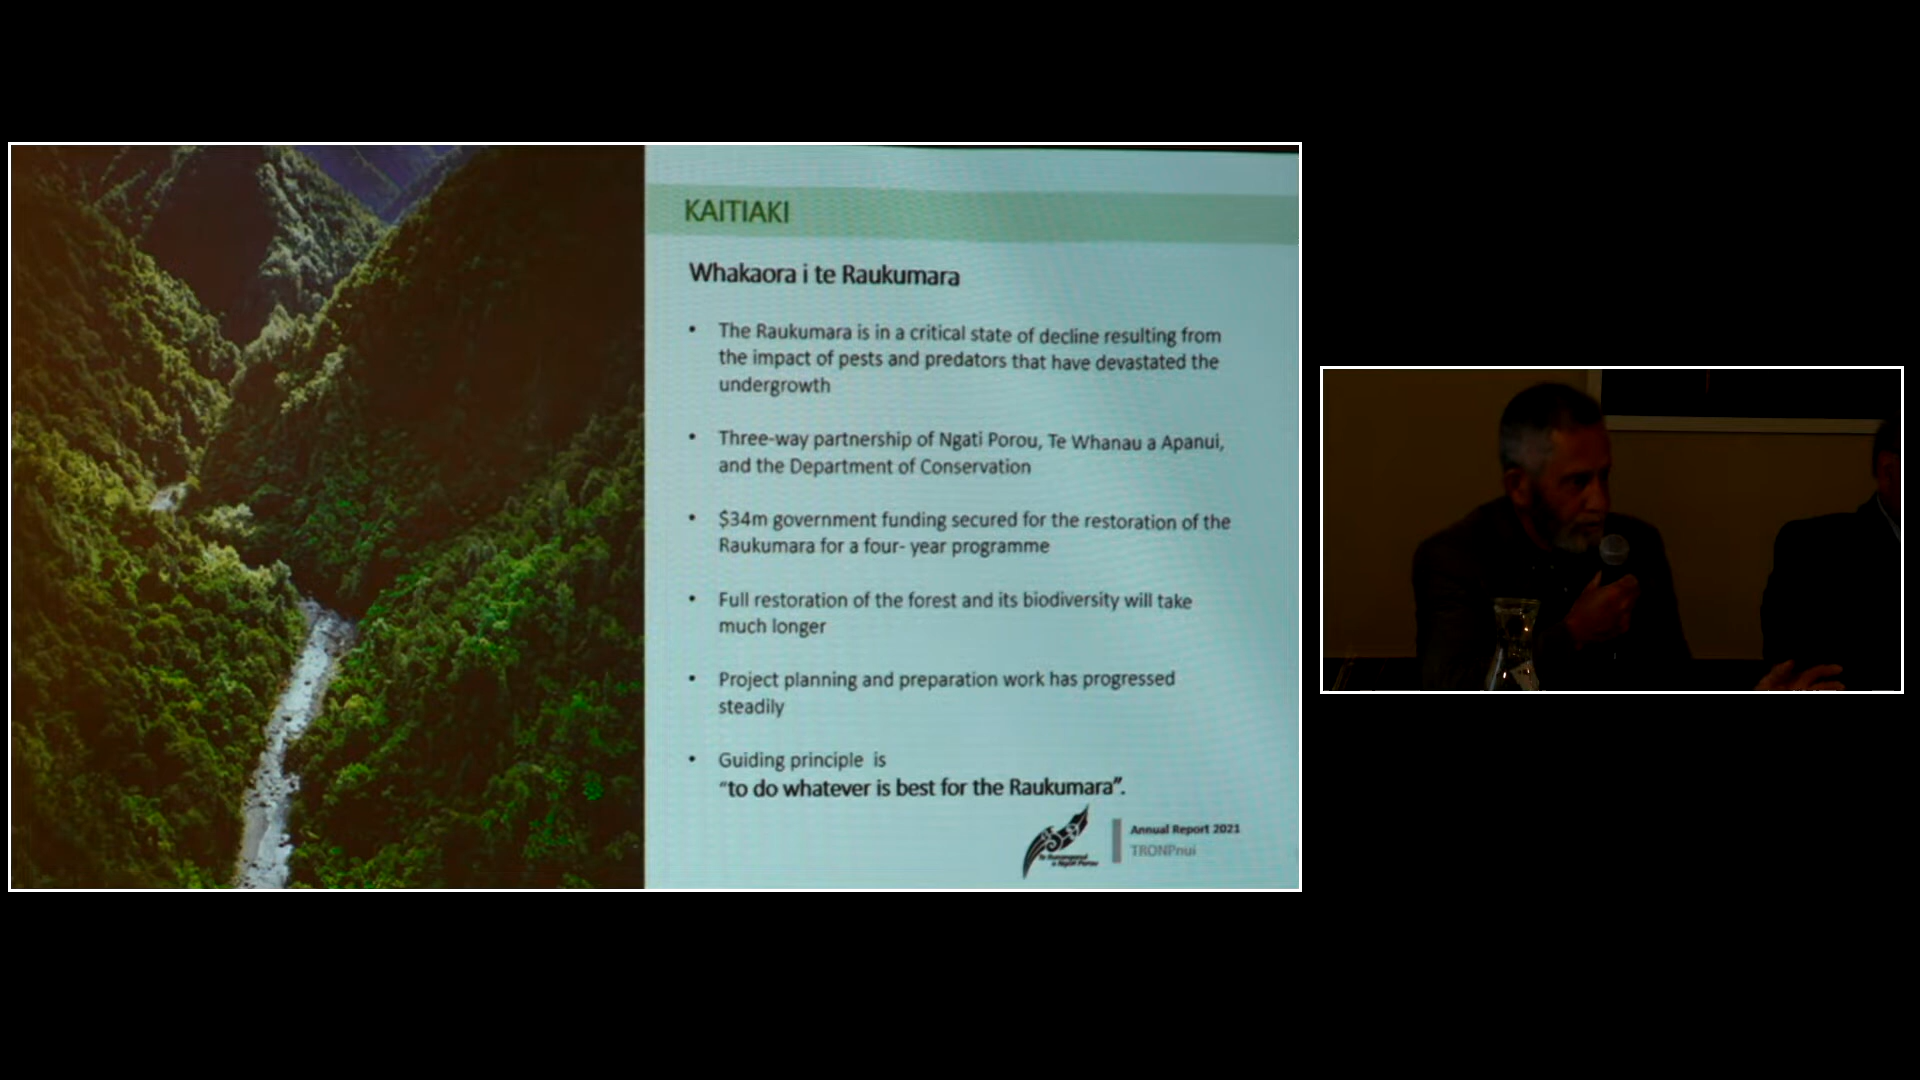 KAITIAKI
Whakaora i te Raukumara
• The Raukumara is in a critical state of decline resulting from
the impact of pests and predators that have devastated the
undergrowth
• Three-way partnership of Ngati Porou, Te Whanau a Apanui,
and the Department of Conservation
• $34m government funding secured for the restoration of the
Raukumara for a four- year programme
• Full restoration of the forest and its biodiversity will take
much longer
• Project planning and preparation work has progressed
steadily
• Guiding principle is
“to do whatever is best for the Raukumara”.
Te Runanganui
o Ngati Porou
Annual Report 2021
TRONPnui